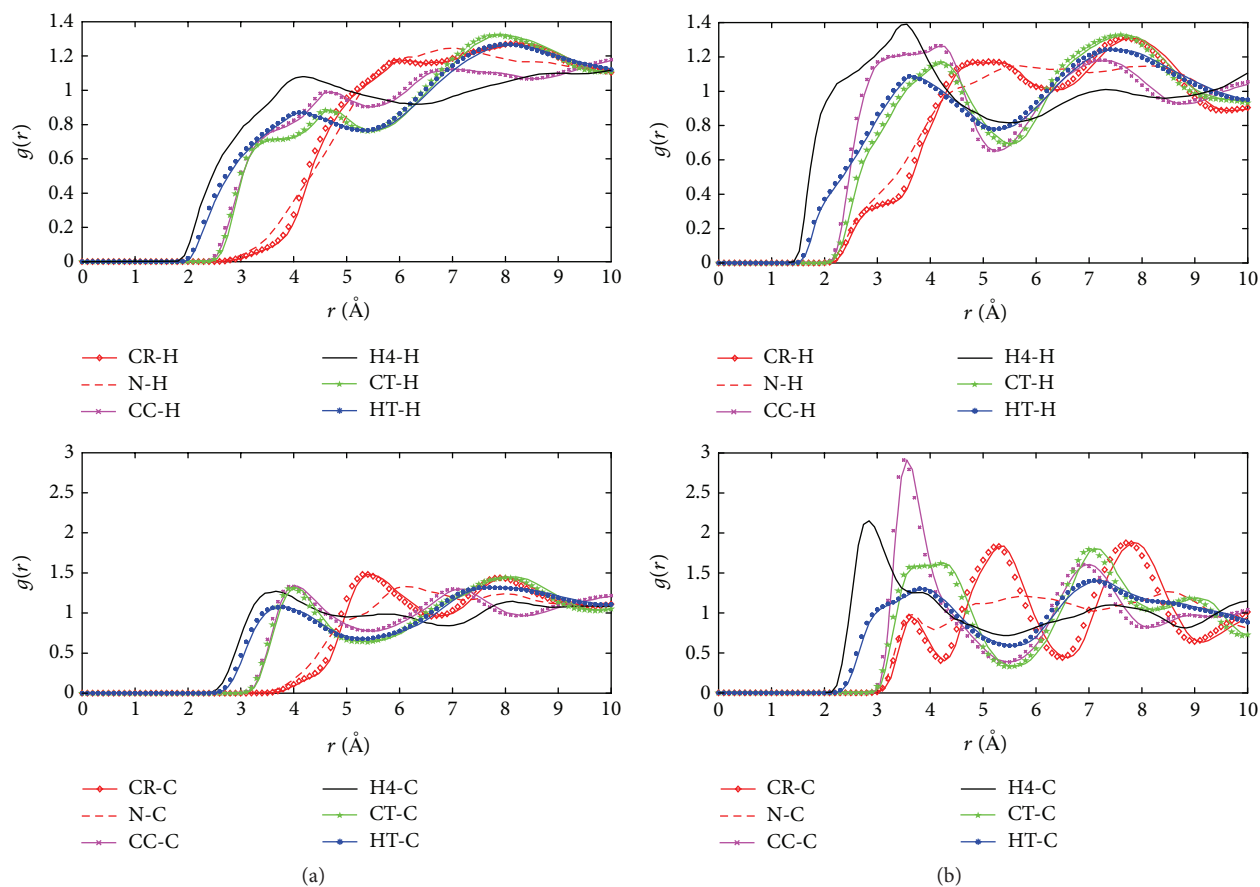 1.4
1.2
1
0.8
0.6
0.4
0.2
0
g(r)
0 1 2 3 4 5 6 7 8 9 10
r (Å)
CR-H
N-H
CC-H
H4-H
CT-H
HT-H
1.4
1.2
1
0.8
0.6
0.4
0.2
0
g(r)
0 1 2 3 4 5 6 7 8 9 10
r (Å)
CR-H
N-H
CC-H
H4-H
CT-H
HT-H
3
2.5
2
1.5
1
0.5
0
g(r)
0 1 2 3 4 5 6 7 8 9 10
r (Å)
CR-C
N-C
CC-C
H4-C
CT-C
HT-C
(a)
3
2.5
2
1.5
1
0.5
0
g(r)
0 1 2 3 4 5 6 7 8 9 10
r (Å)
CR-C
N-C
CC-C
H4-C
CT-C
HT-C
(b)